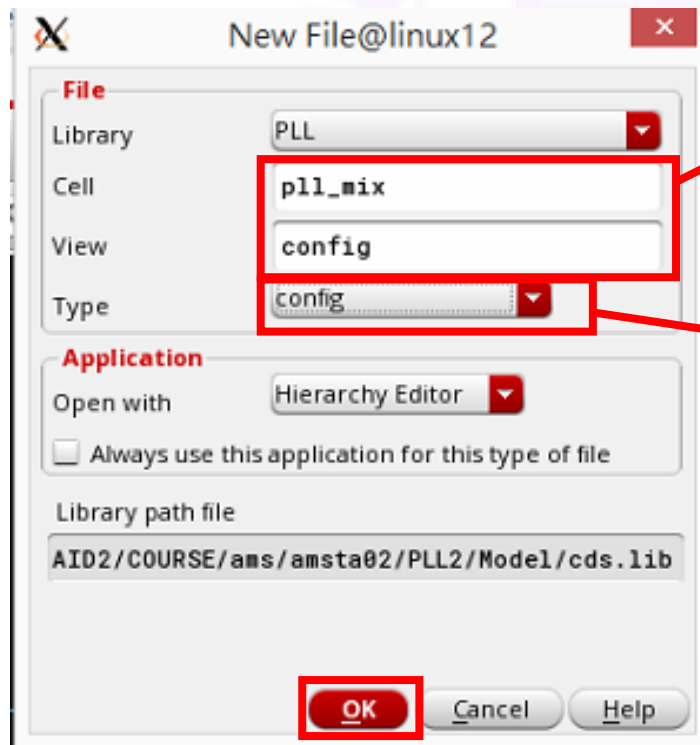 New File@linux12
File
Library PLL
Cell pll_mix
View config
Type config
Application
Open with Hierarchy Editor
Always use this application for this type of file
Library path file
AID2/COURSE/ams/amsta02/PLL2/Model/cds.lib
OK Cancel Help